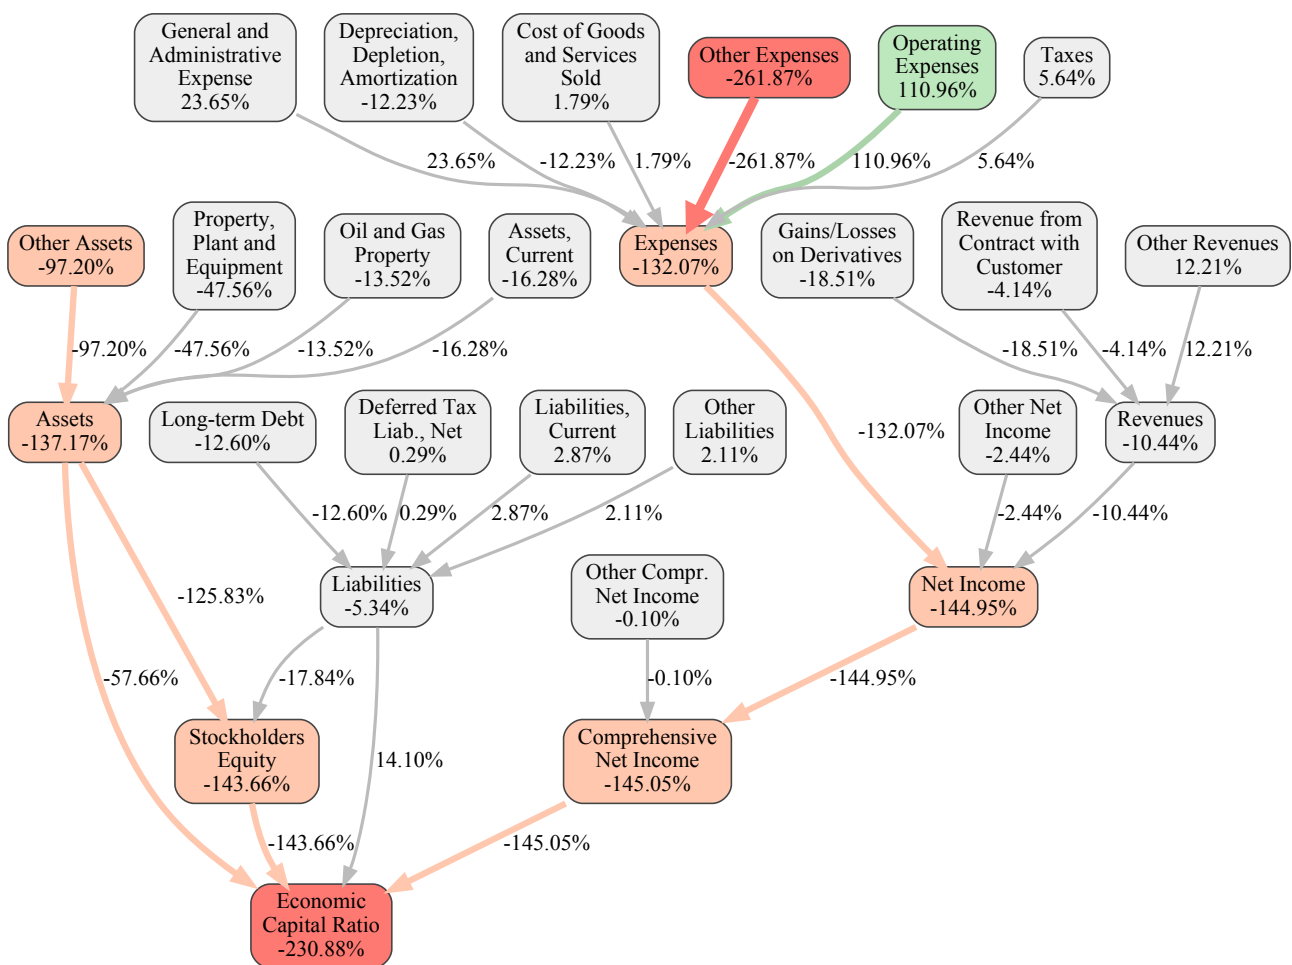 General and
Administrative
Expense
23.65%
Depreciation,
Depletion,
Amortization
-12.23%
Cost of Goods
and Services
Sold
1.79%
Other Expenses
-261.87%
Operating
Expenses
110.96%
Taxes
5.64%
23.65%
-12.23%
1.79%
-261.87%
110.96%
5.64%
Other Assets
-97.20%
Property,
Plant and
Equipment
-47.56%
Oil and Gas
Property
-13.52%
Assets,
Current
-16.28%
Expenses
-132.07%
Gains/Losses
on Derivatives
-18.51%
Revenue from
Contract with
Customer
-4.14%
Other Revenues
12.21%
-97.20%
-47.56%
-13.52%
-16.28%
-18.51%
-4.14%
12.21%
Assets
-137.17%
Long-term Debt
-12.60%
Deferred Tax
Liab., Net
0.29%
Liabilities,
Current
2.87%
Other
Liabilities
2.11%
-132.07%
Other Net
Income
-2.44%
Revenues
-10.44%
-12.60%
0.29%
2.87%
2.11%
-2.44%
-10.44%
-125.83%
Liabilities
-5.34%
Other Compr.
Net Income
-0.10%
Net Income
-144.95%
-57.66%
-17.84%
-0.10%
-144.95%
Stockholders
Equity
-143.66%
14.10%
Comprehensive
Net Income
-145.05%
-143.66%
-145.05%
Economic
Capital Ratio
-230.88%